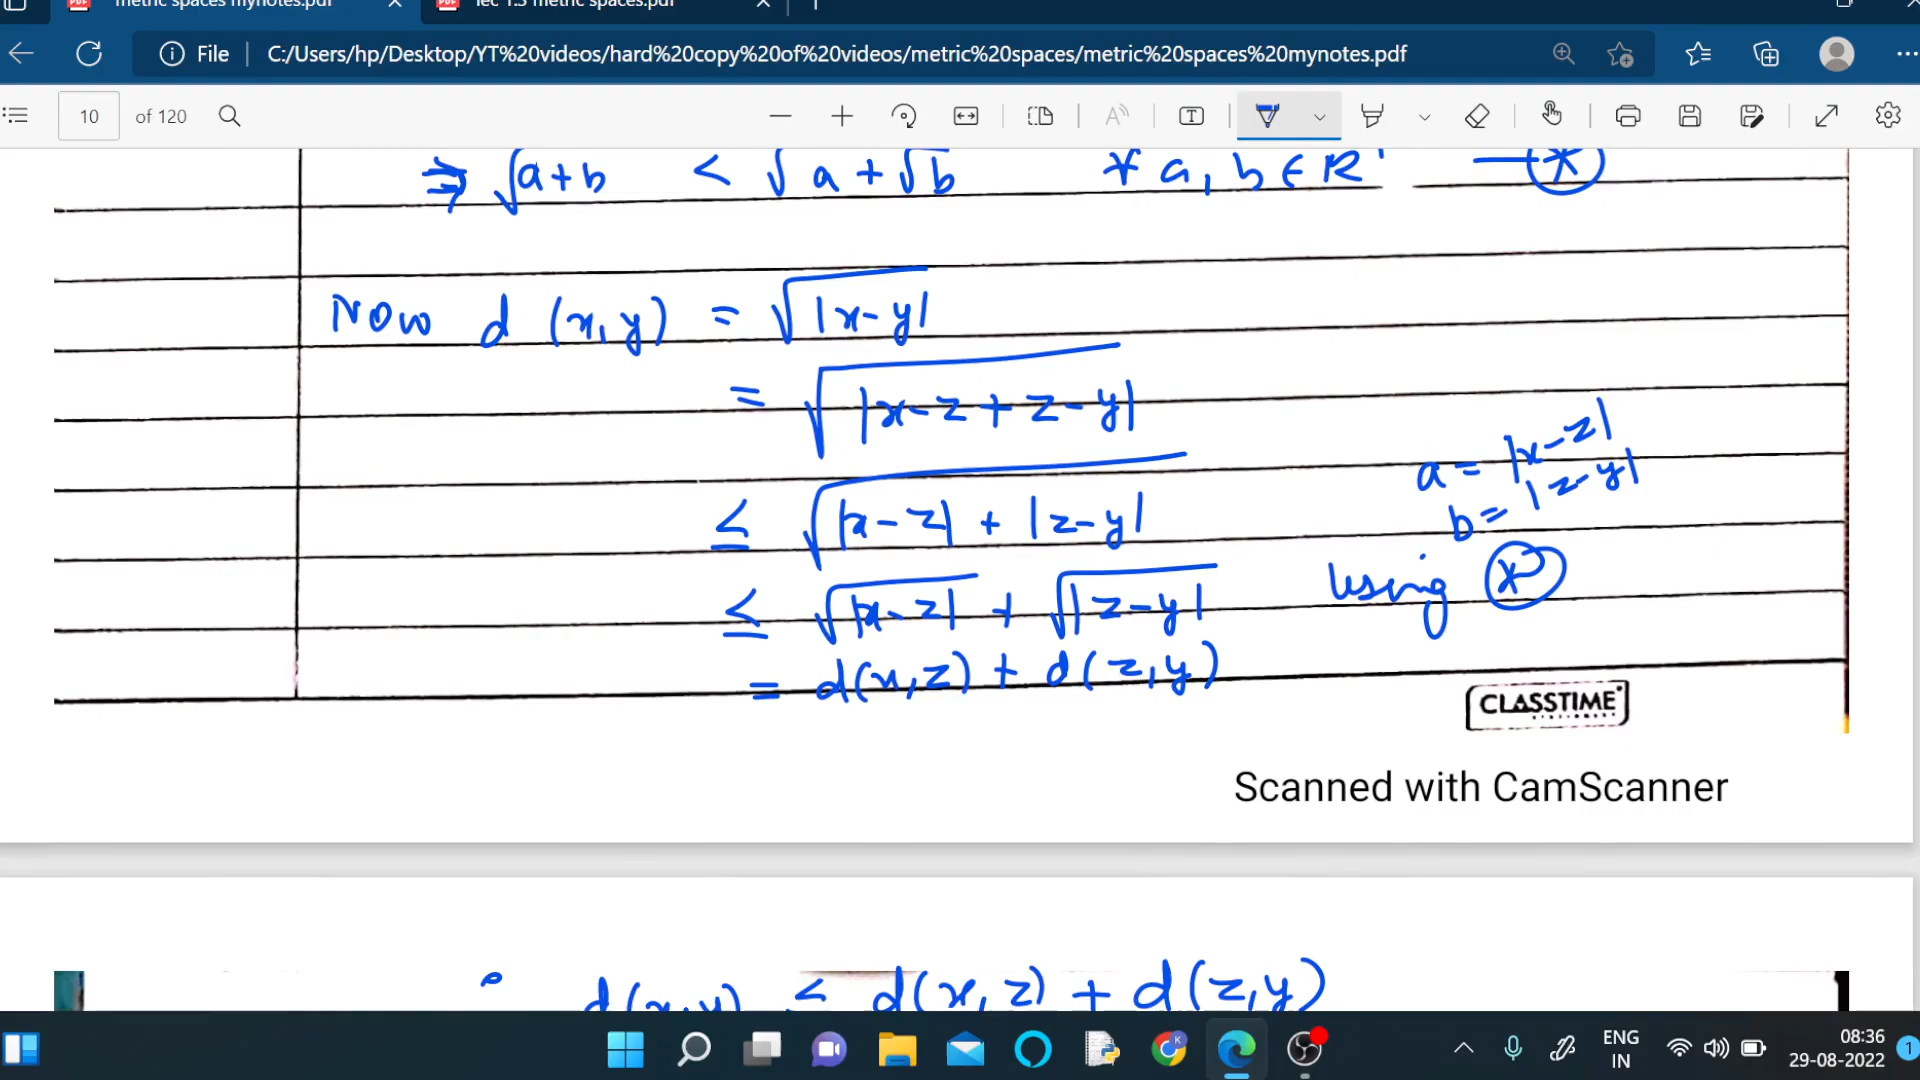 metric spaces mynotes.pdf
lec 1.3 metric spaces.pdf
File C:/Users/hp/Desktop/YT%20videos/hard%20copy%20of%20videos/metric%20spaces/metric%20spaces%20mynotes.pdf
10 of 120
⇒ √a+b < √a + √b ∀ a, b ∈ R⁺ —⊛
Now d (x,y) = √|x-y|
= √|x-z+z-y|
a = |x-z|
b = |z-y|
≤ √|x-z| + |z-y|
≤ √|x-z| + √|z-y| using ⊛
= d(x,z) + d(z,y)
CLASSTIME
Scanned with CamScanner
d(x,y) ≤ d(x,z) + d(z,y)
ENG
IN
08:36
29-08-2022
1